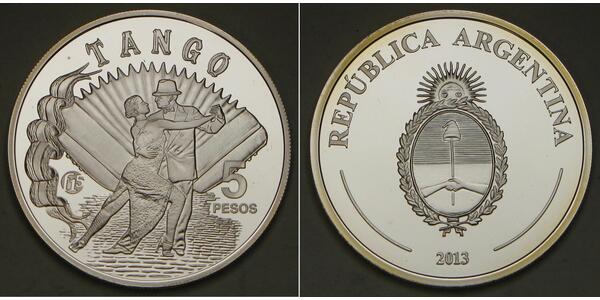 TANGO
5
PESOS
REPÚBLICA ARGENTINA
2013